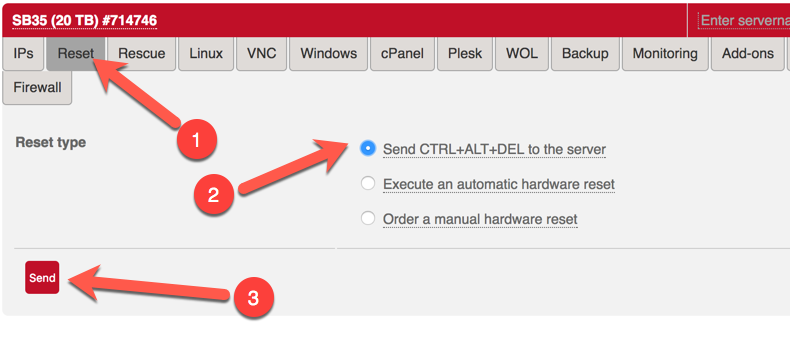 SB35 (20 TB) #714746 Enter serverna
IPs Reset Rescue Linux VNC Windows cPanel Plesk WOL Backup Monitoring Add-ons
Firewall
1
Reset type Send CTRL+ALT+DEL to the server
2 Execute an automatic hardware reset
Order a manual hardware reset
Send
3